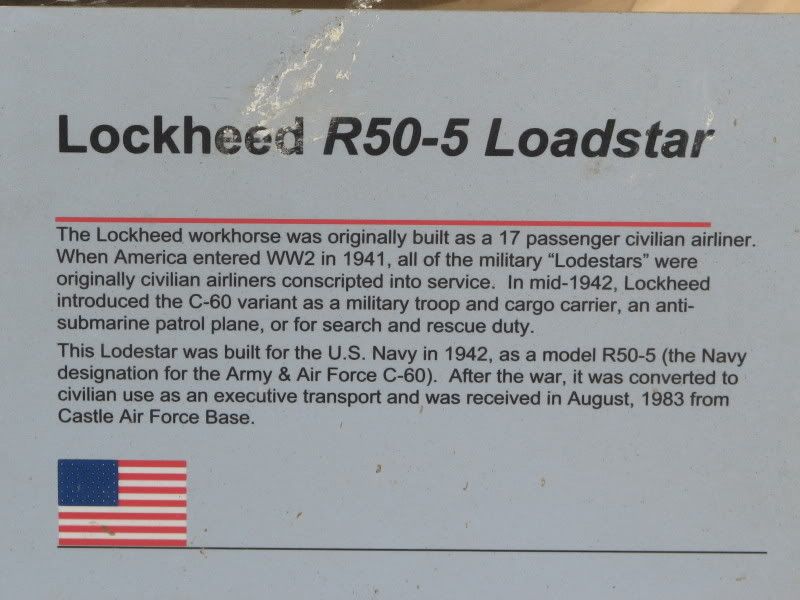 Lockheed R50-5 Loadstar
The Lockheed workhorse was originally built as a 17 passenger civilian airliner.
When America entered WW2 in 1941, all of the military “Lodestars” were
originally civilian airliners conscripted into service.  In mid-1942, Lockheed
introduced the C-60 variant as a military troop and cargo carrier, an anti-
submarine patrol plane, or for search and rescue duty.
This Lodestar was built for the U.S. Navy in 1942, as a model R50-5 (the Navy
designation for the Army & Air Force C-60).  After the war, it was converted to
civilian use as an executive transport and was received in August, 1983 from
Castle Air Force Base.